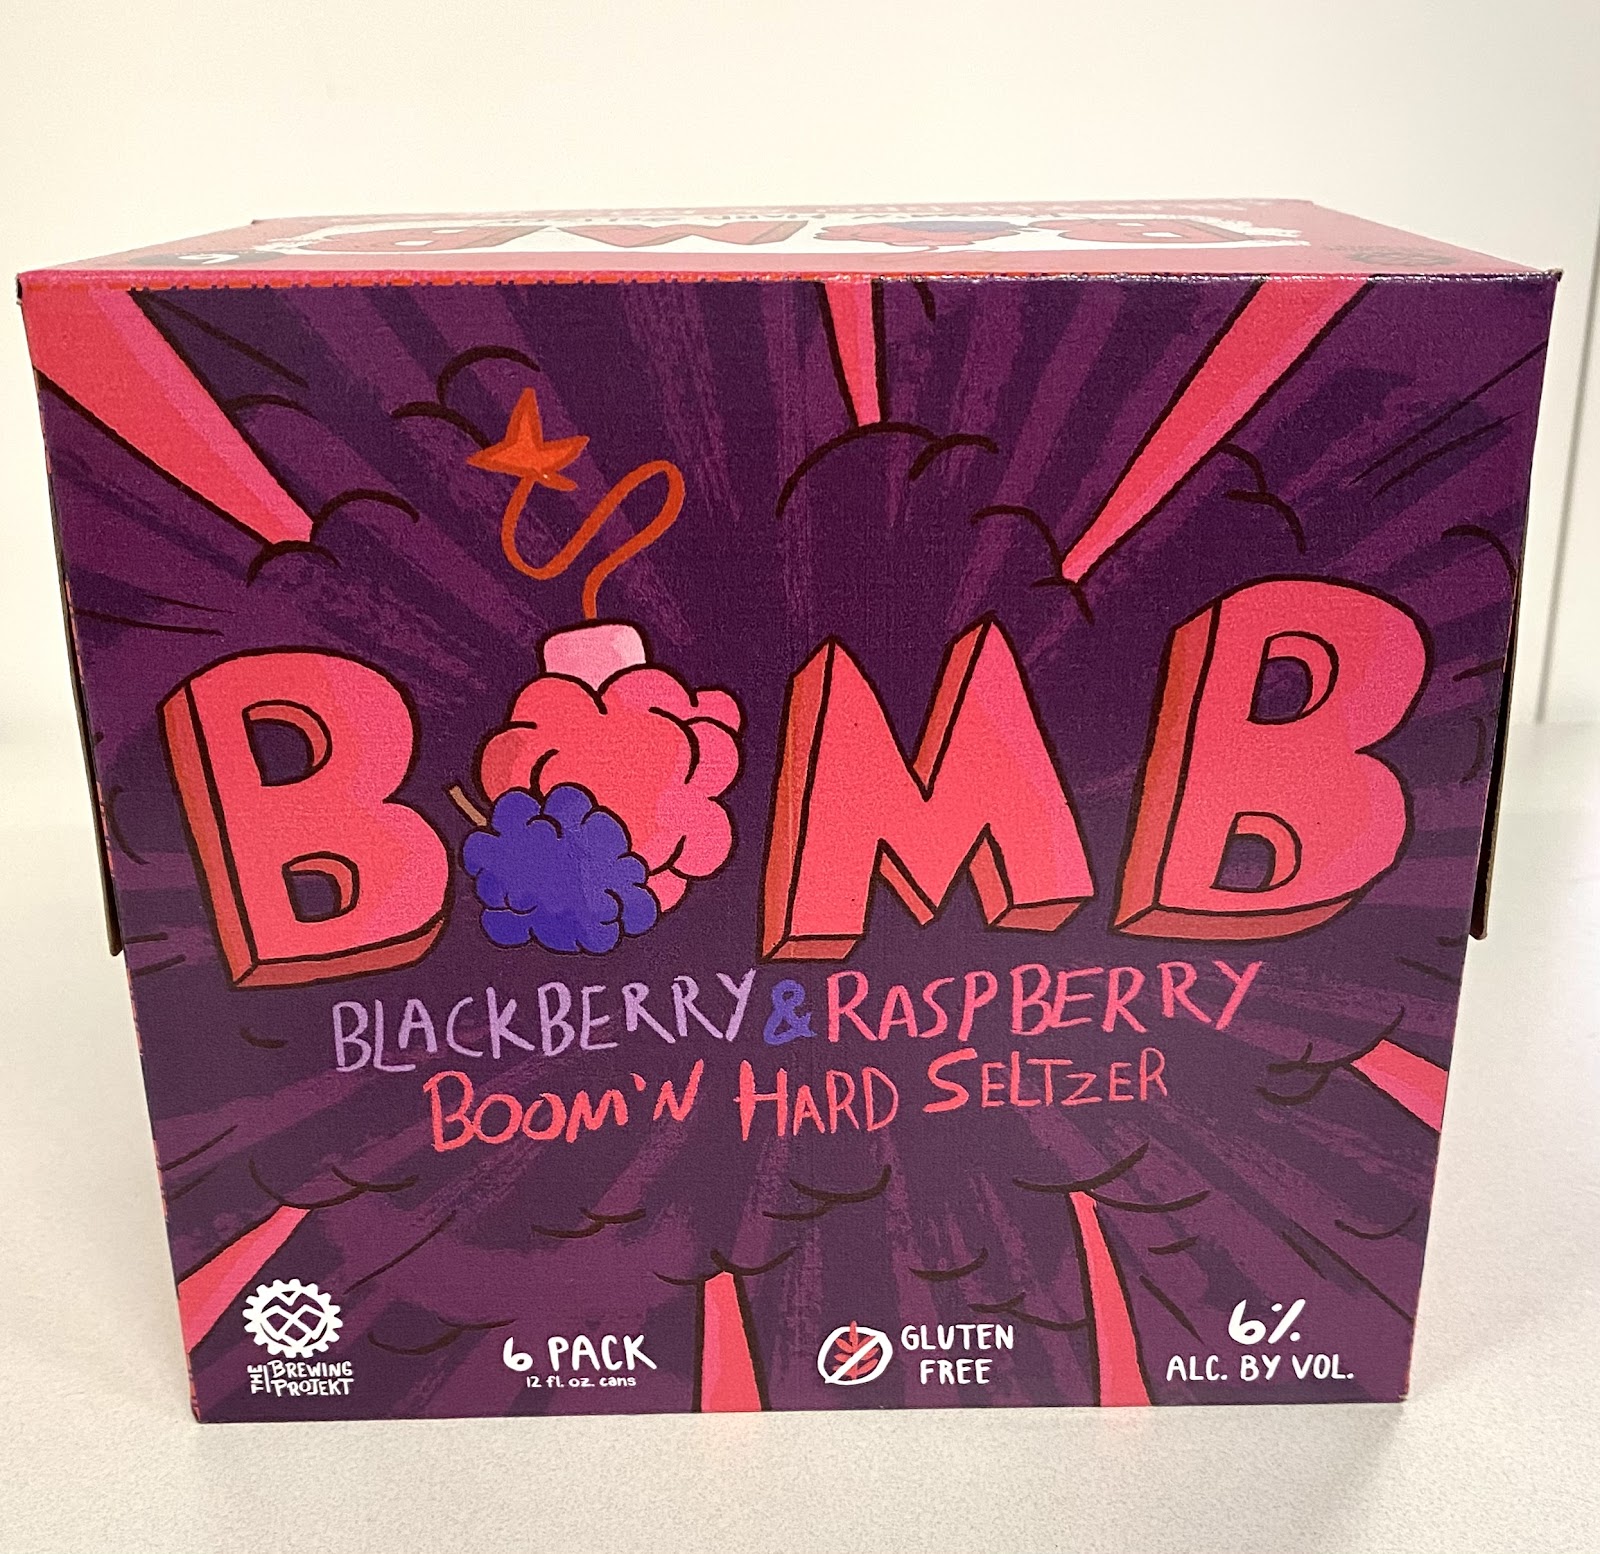 BOMB
BLACKBERRY & RASPBERRY
BOOM'N HARD SELTZER
THE BREWING PROJEKT
6 PACK
12 fl. oz. cans
GLUTEN
FREE
6%
ALC. BY VOL.